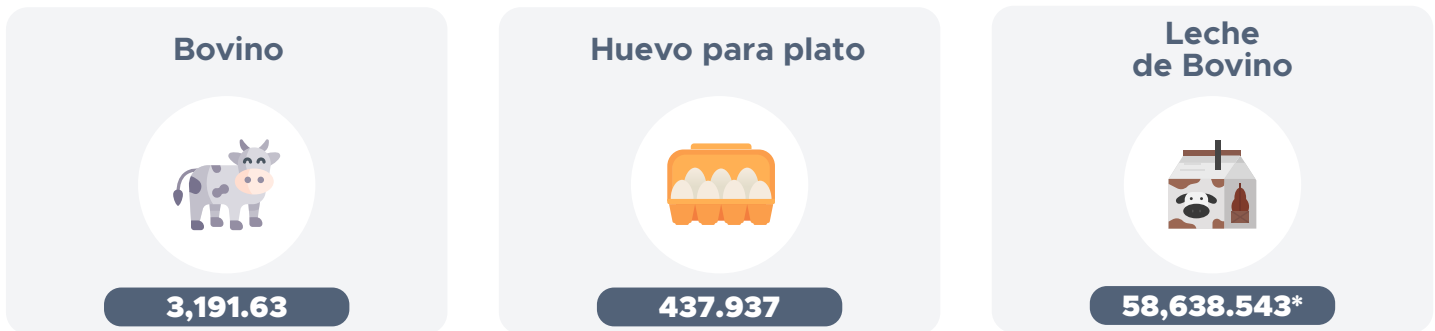 Bovino
3,191.63
Huevo para plato
437.937
Leche
de Bovino
58,638.543*